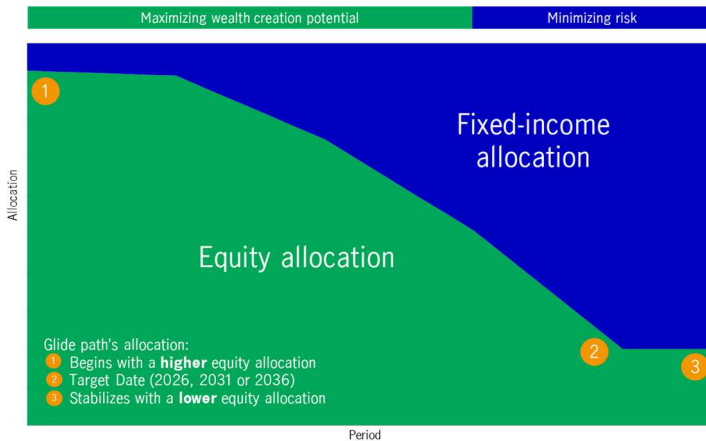 Maximizing wealth creation potential
Minimizing risk
1
Fixed-income
allocation
Allocation
Equity allocation
Glide path's allocation:
1 Begins with a higher equity allocation
2 Target Date (2026, 2031 or 2036)
3 Stabilizes with a lower equity allocation
2
3
Period